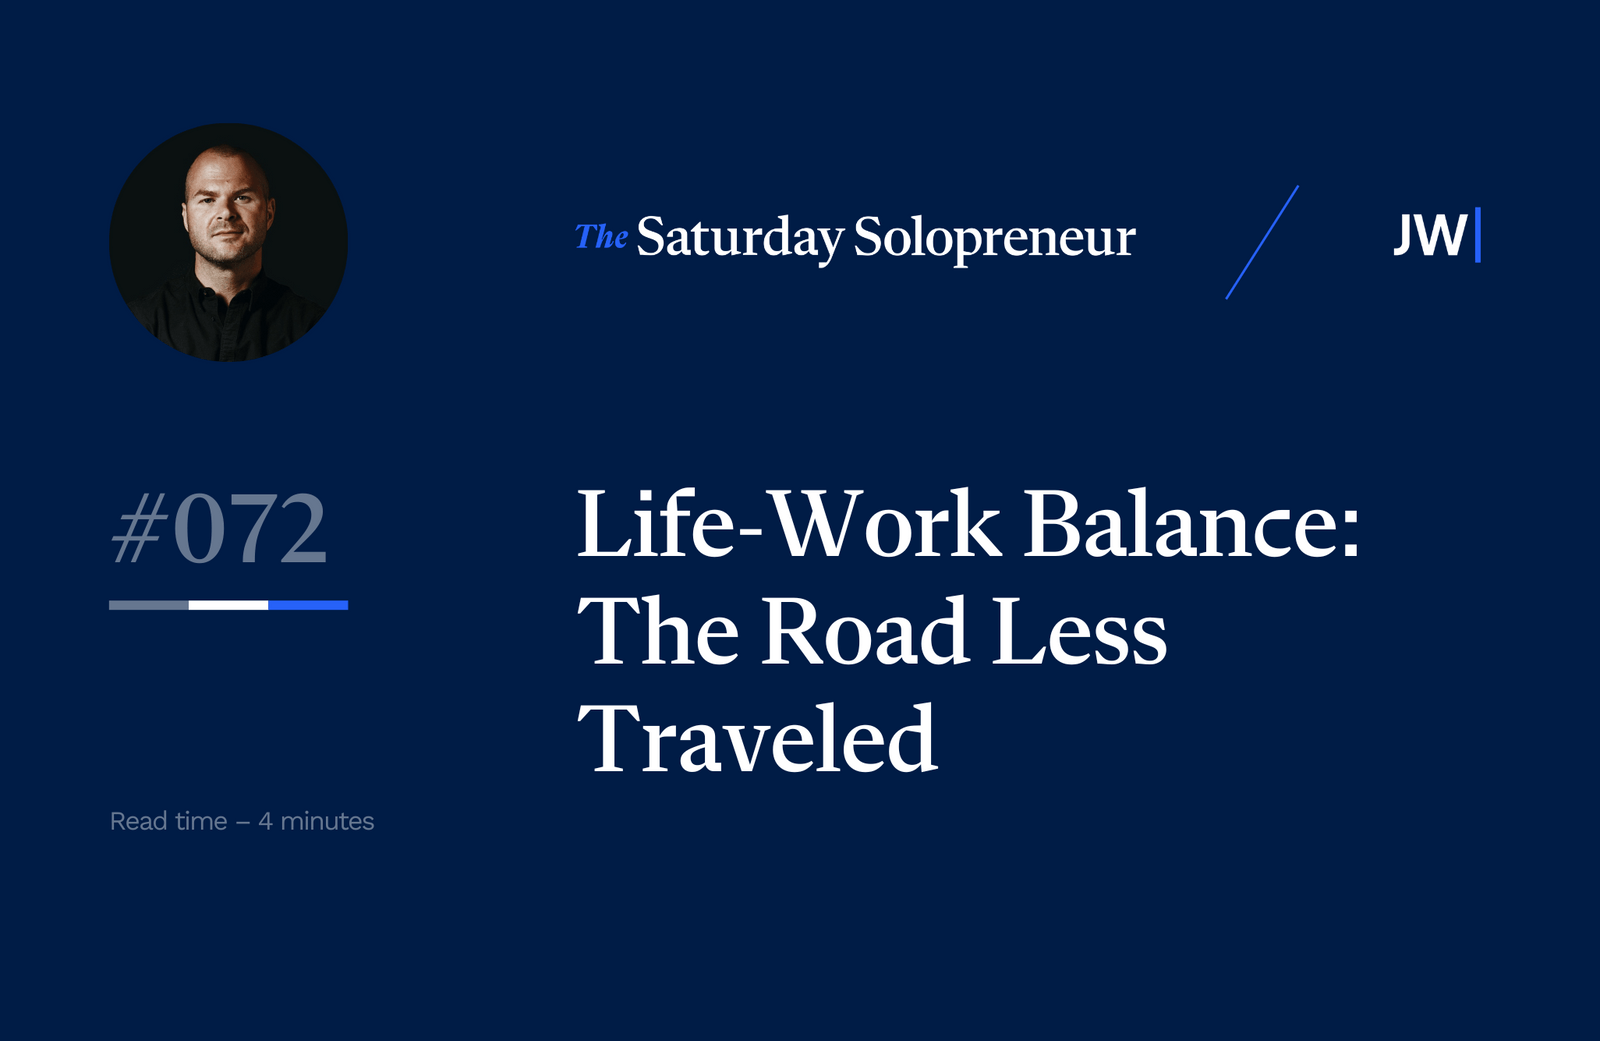 The Saturday Solopreneur
JW
#072
Life-Work Balance:
The Road Less
Traveled
Read time – 4 minutes